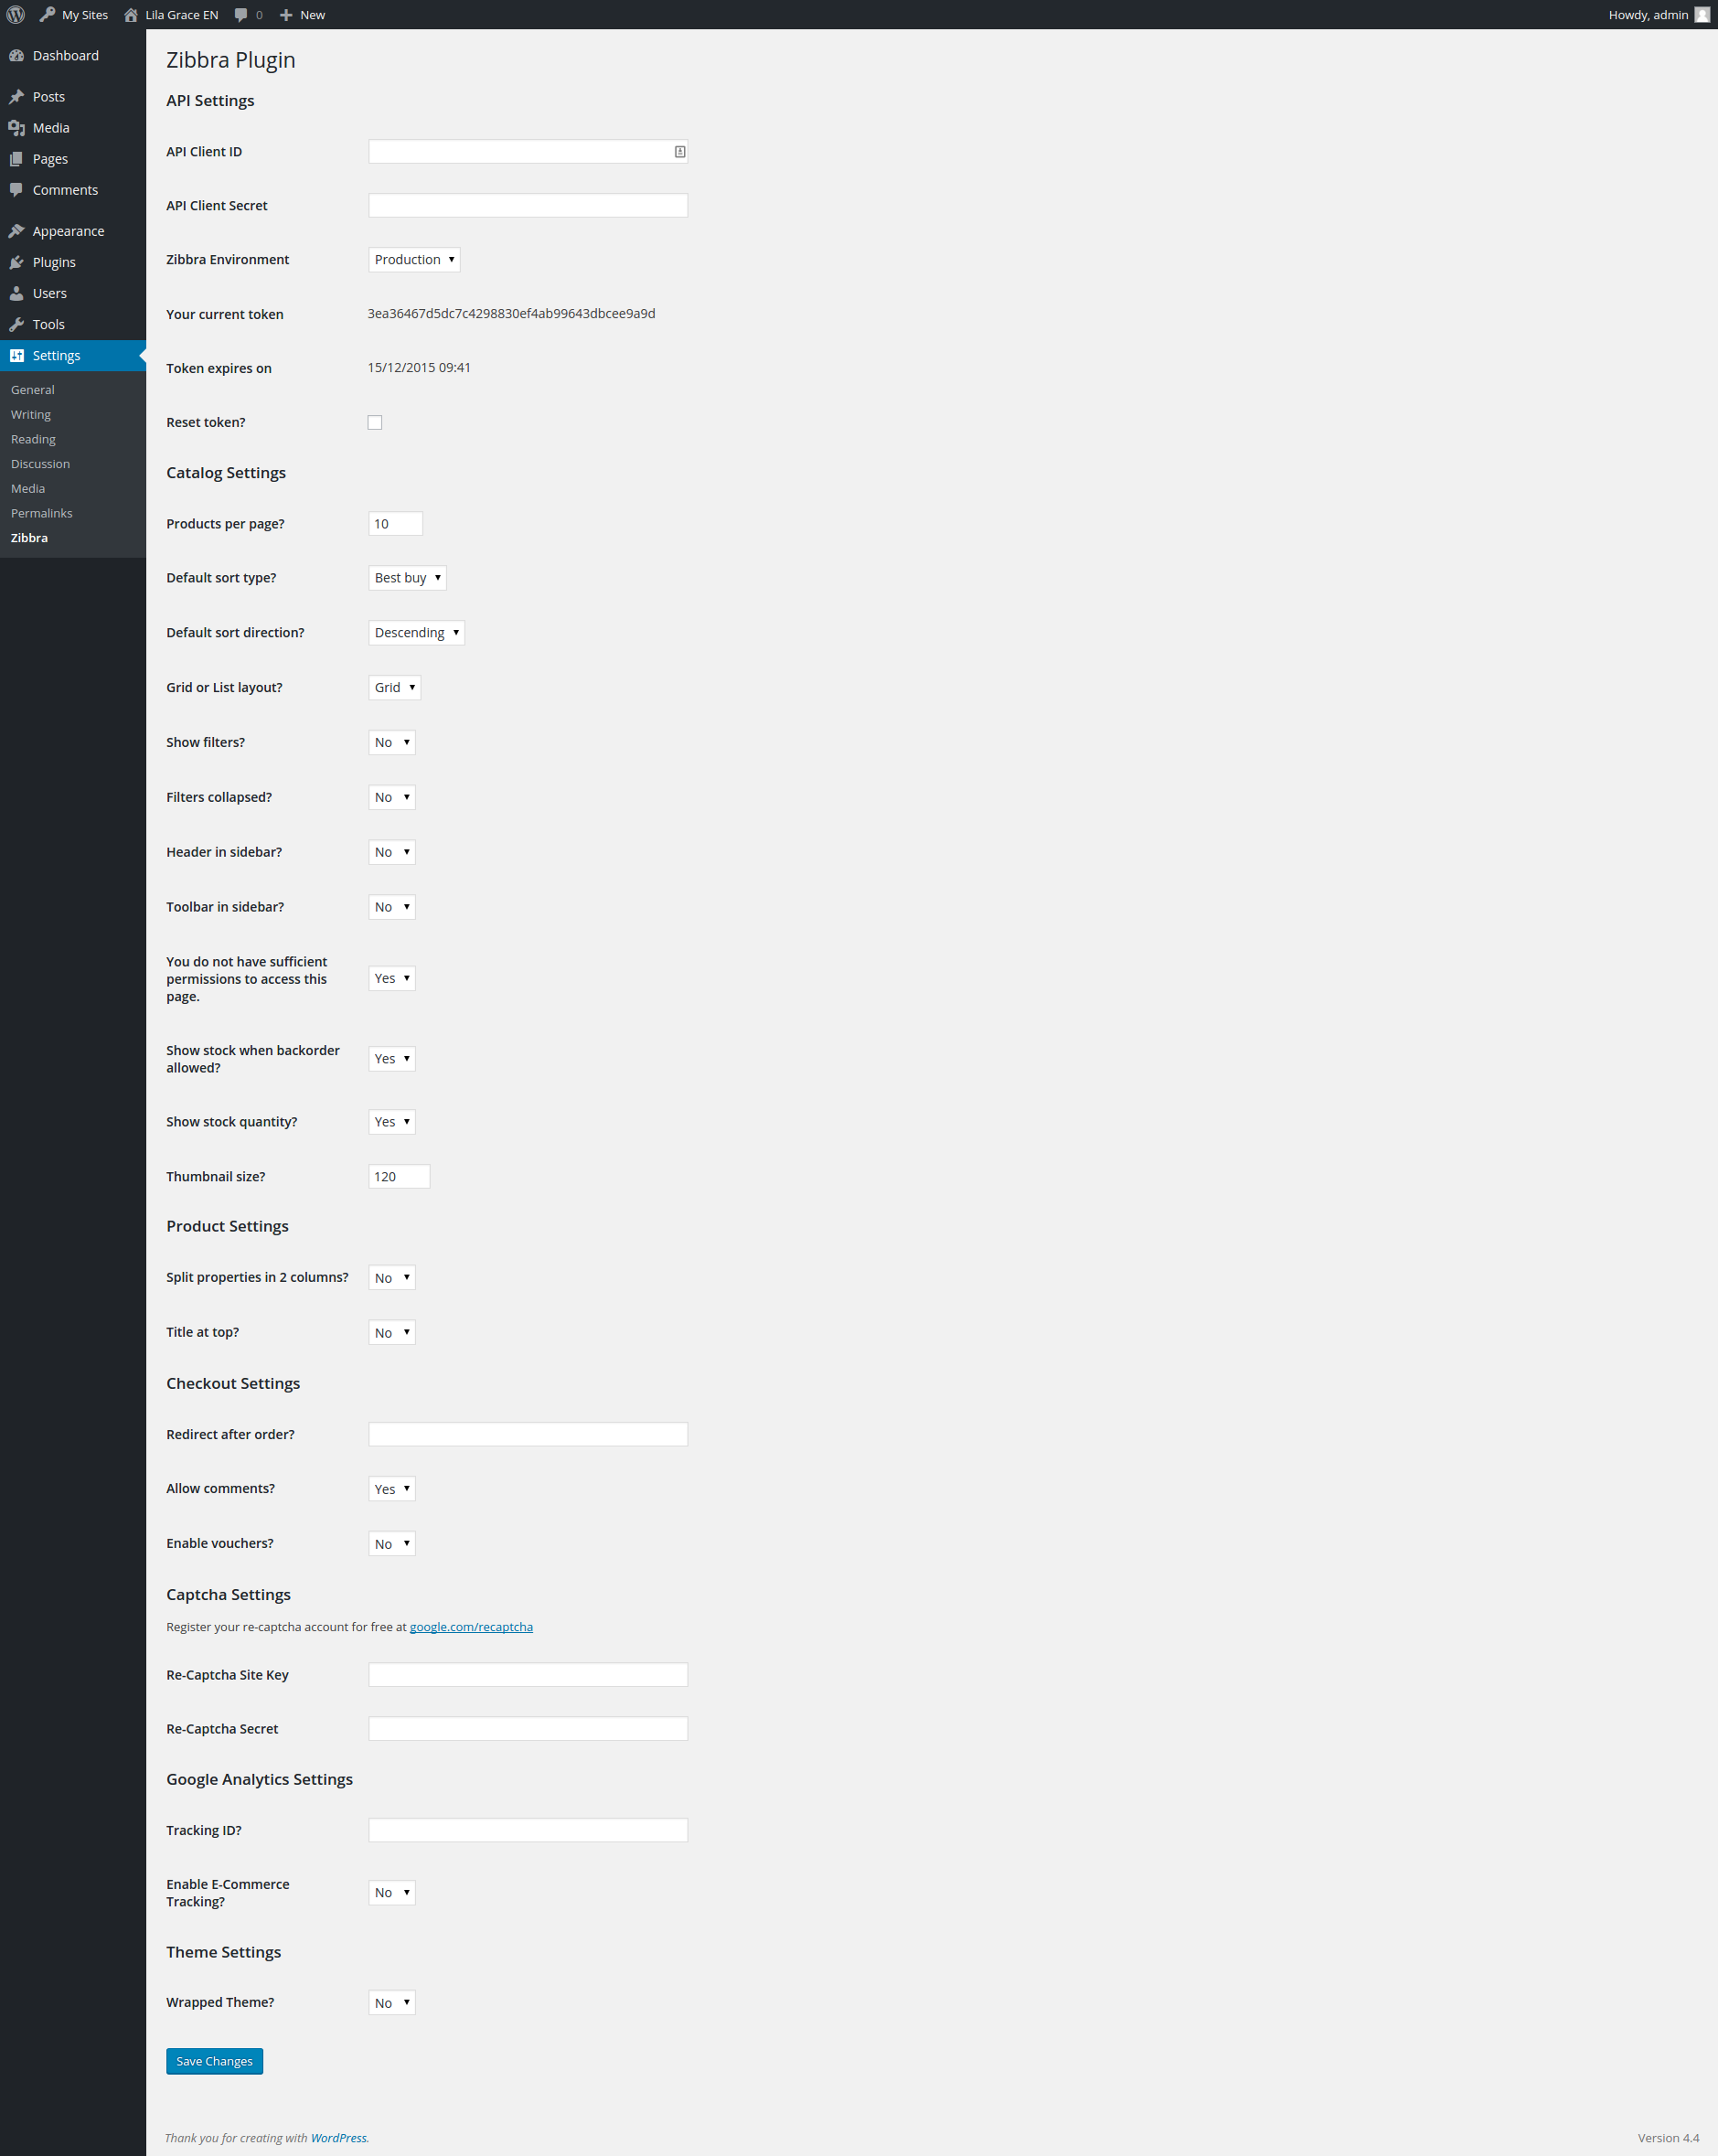 My Sites Lila Grace EN 0 New Howdy, admin
Dashboard
Posts
Media
Pages
Comments
Appearance
Plugins
Users
Tools
Settings
General
Writing
Reading
Discussion
Media
Permalinks
Zibbra
Zibbra Plugin
API Settings
API Client ID
API Client Secret
Zibbra Environment Production
Your current token 3ea36467d5dc7c4298830ef4ab99643dbcee9a9d
Token expires on 15/12/2015 09:41
Reset token?
Catalog Settings
Products per page? 10
Default sort type? Best buy
Default sort direction? Descending
Grid or List layout? Grid
Show filters? No
Filters collapsed? No
Header in sidebar? No
Toolbar in sidebar? No
You do not have sufficient
permissions to access this Yes
page.
Show stock when backorder
allowed? Yes
Show stock quantity? Yes
Thumbnail size? 120
Product Settings
Split properties in 2 columns? No
Title at top? No
Checkout Settings
Redirect after order?
Allow comments? Yes
Enable vouchers? No
Captcha Settings
Register your re-captcha account for free at google.com/recaptcha
Re-Captcha Site Key
Re-Captcha Secret
Google Analytics Settings
Tracking ID?
Enable E-Commerce
Tracking? No
Theme Settings
Wrapped Theme? No
Save Changes
Thank you for creating with WordPress. Version 4.4